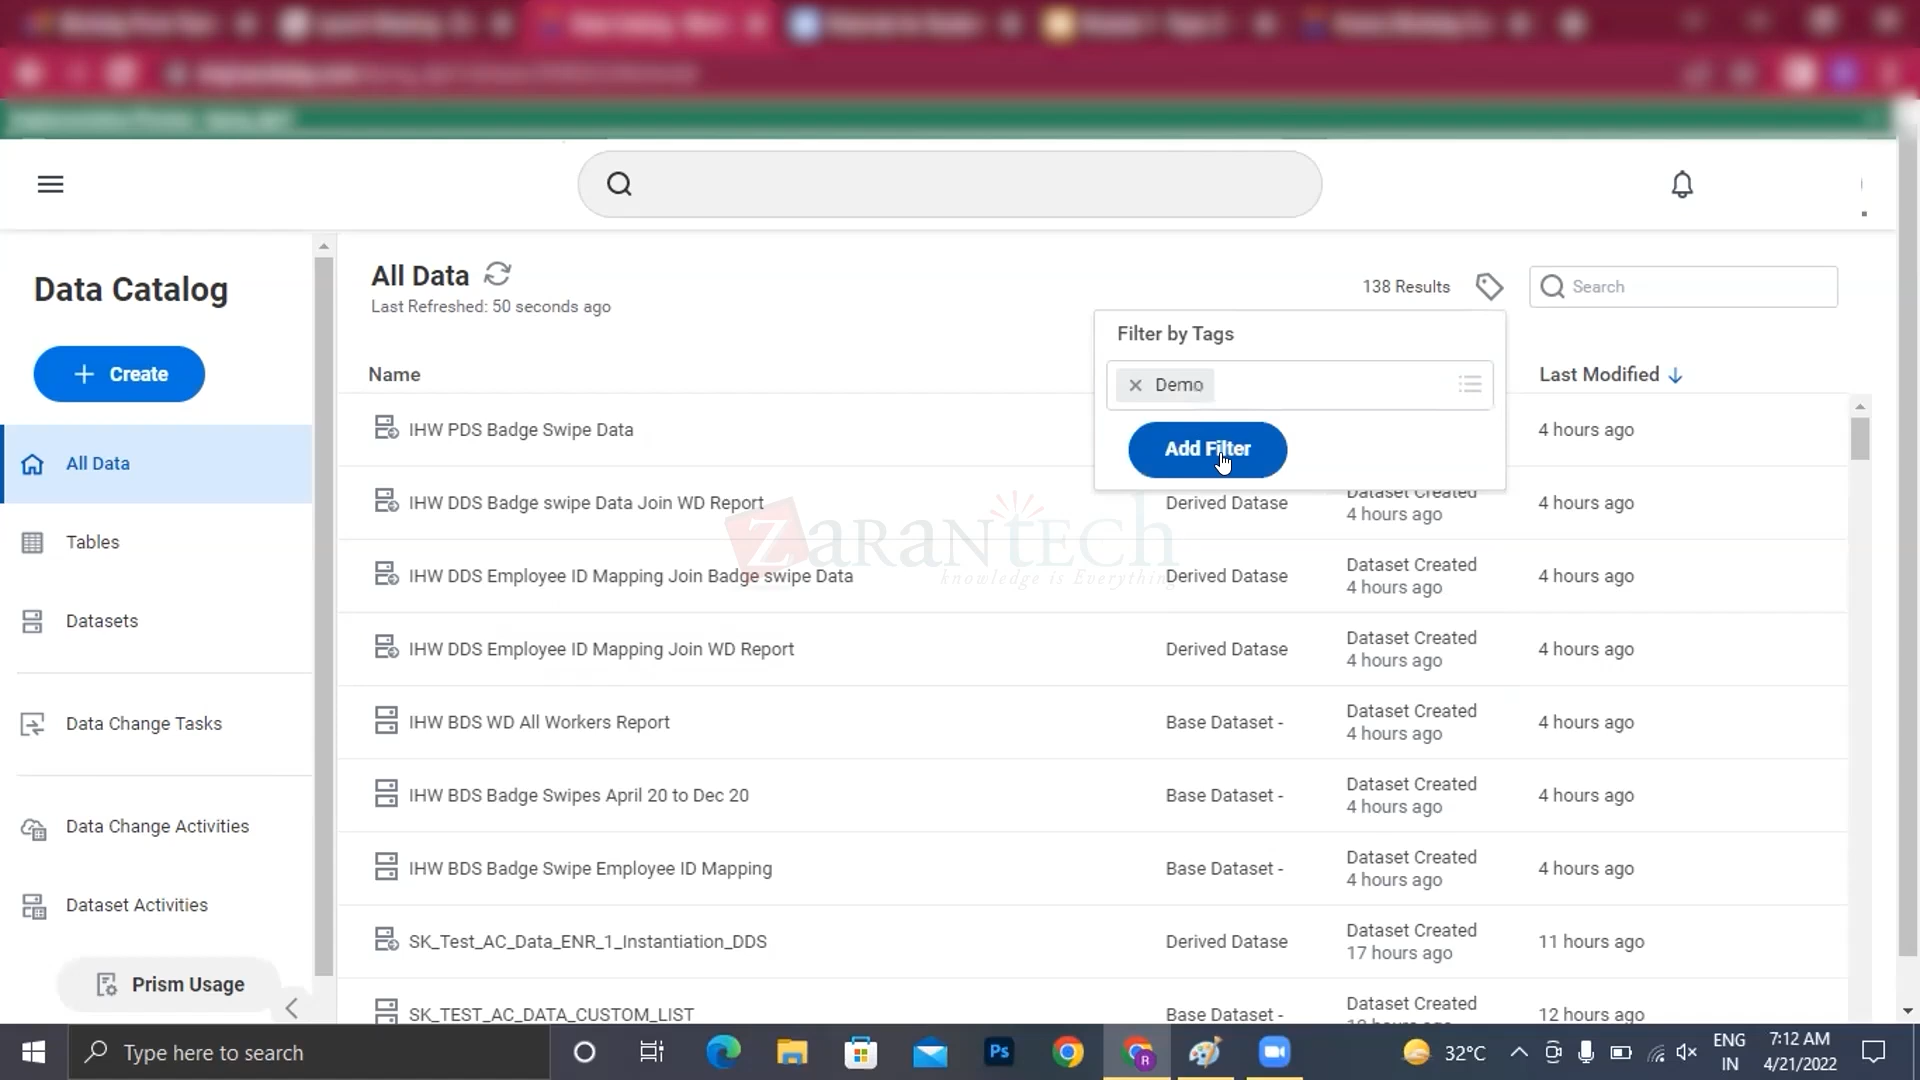 Data Catalog
Create
All Data
Tables
Datasets
Data Change Tasks
Data Change Activities
Dataset Activities
Prism Usage
All Data
Last Refreshed: 50 seconds ago
138 Results
Search
Filter by Tags
Demo
Add Filter
Name
Last Modified
IHW PDS Badge Swipe Data
4 hours ago
IHW DDS Badge swipe Data Join WD Report
Derived Datase
Dataset Created
4 hours ago
4 hours ago
IHW DDS Employee ID Mapping Join Badge swipe Data
Derived Datase
Dataset Created
4 hours ago
4 hours ago
IHW DDS Employee ID Mapping Join WD Report
Derived Datase
Dataset Created
4 hours ago
4 hours ago
IHW BDS WD All Workers Report
Base Dataset -
Dataset Created
4 hours ago
4 hours ago
IHW BDS Badge Swipes April 20 to Dec 20
Base Dataset -
Dataset Created
4 hours ago
4 hours ago
IHW BDS Badge Swipe Employee ID Mapping
Base Dataset -
Dataset Created
4 hours ago
4 hours ago
SK_Test_AC_Data_ENR_1_Instantiation_DDS
Derived Datase
Dataset Created
17 hours ago
11 hours ago
SK_TEST_AC_DATA_CUSTOM_LIST
Base Dataset -
Dataset Created
12 hours ago
ZaranTech
knowledge is Everything
Type here to search
Ps
R
32°C
ENG
IN
7:12 AM
4/21/2022